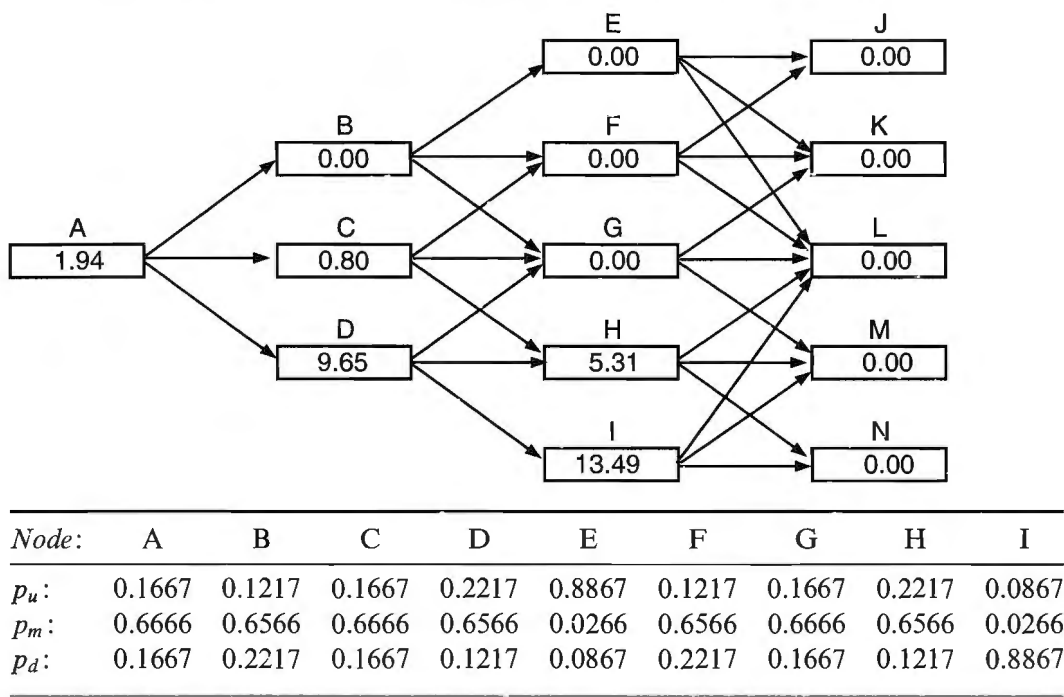 E J
0.00 0.00
B F K
0.00 0.00 0.00
A C G L
1.94 0.80 0.00 0.00
D H M
9.65 5.31 0.00
I N
13.49 0.00
Node: A B C D E F G H I
pu: 0.1667 0.1217 0.1667 0.2217 0.8867 0.1217 0.1667 0.2217 0.0867
pm: 0.6666 0.6566 0.6666 0.6566 0.0266 0.6566 0.6666 0.6566 0.0266
pd: 0.1667 0.2217 0.1667 0.1217 0.0867 0.2217 0.1667 0.1217 0.8867